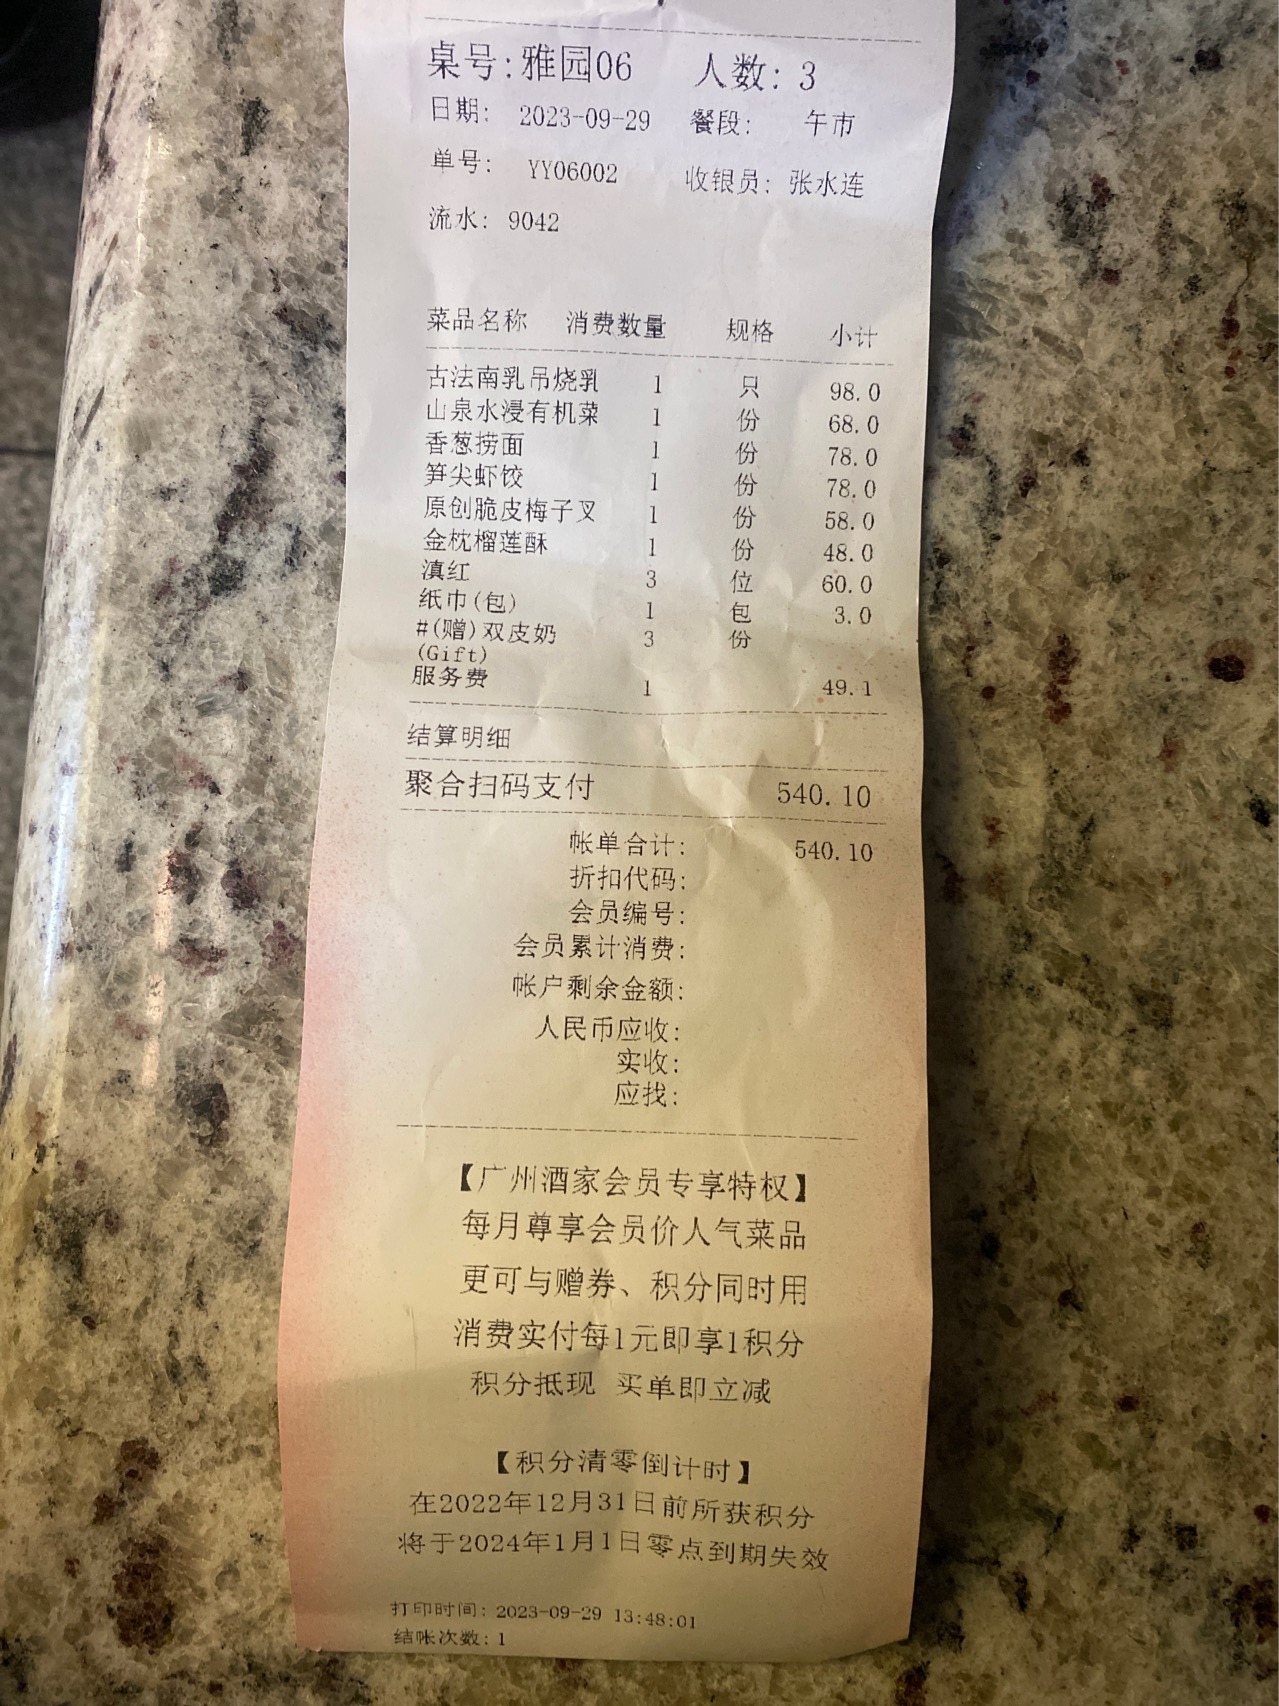 桌号:雅园06 人数: 3
日期: 2023-09-29 餐段: 午市
单号: YY06002 收银员: 张水连
流水: 9042
菜品名称 消费数量 规格 小计
古法南乳吊烧乳 1 只 98.0
山泉水浸有机菜 1 份 68.0
香葱捞面 1 份 78.0
笋尖虾饺 1 份 78.0
原创脆皮梅子叉 1 份 58.0
金枕榴莲酥 1 份 48.0
滇红 3 位 60.0
纸巾(包) 1 包 3.0
#(赠)双皮奶 3 份
(Gift)
服务费 1 49.1
结算明细
聚合扫码支付 540.10
帐单合计: 540.10
折扣代码:
会员编号:
会员累计消费:
帐户剩余金额:
人民币应收:
实收:
应找:
【广州酒家会员专享特权】
每月尊享会员价人气菜品
更可与赠券、积分同时用
消费实付每1元即享1积分
积分抵现 买单即立减
【积分清零倒计时】
在2022年12月31日前所获积分
将于2024年1月1日零点到期失效
打印时间: 2023-09-29 13:48:01
结帐次数: 1